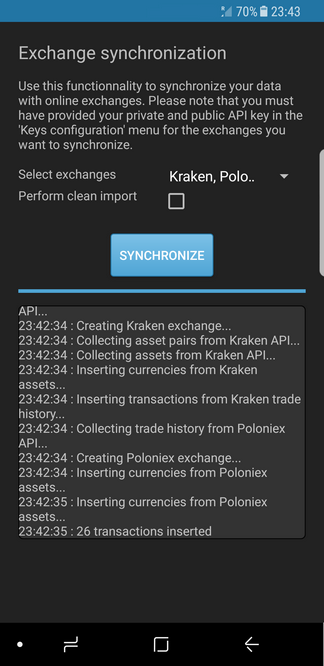 70% 23:43
Exchange synchronization
Use this functionnality to synchronize your data
with online exchanges. Please note that you must
have provided your private and public API key in the
'Keys configuration' menu for the exchanges you
want to synchronize.
Select exchanges Kraken, Polo..
Perform clean import
SYNCHRONIZE
API...
23:42:34 : Creating Kraken exchange...
23:42:34 : Collecting asset pairs from Kraken API...
23:42:34 : Collecting assets from Kraken API...
23:42:34 : Inserting currencies from Kraken
assets...
23:42:34 : Inserting transactions from Kraken trade
history...
23:42:34 : Collecting trade history from Poloniex
API...
23:42:34 : Creating Poloniex exchange...
23:42:34 : Inserting currencies from Poloniex
assets...
23:42:35 : Inserting currencies from Poloniex
assets...
23:42:35 : 26 transactions inserted